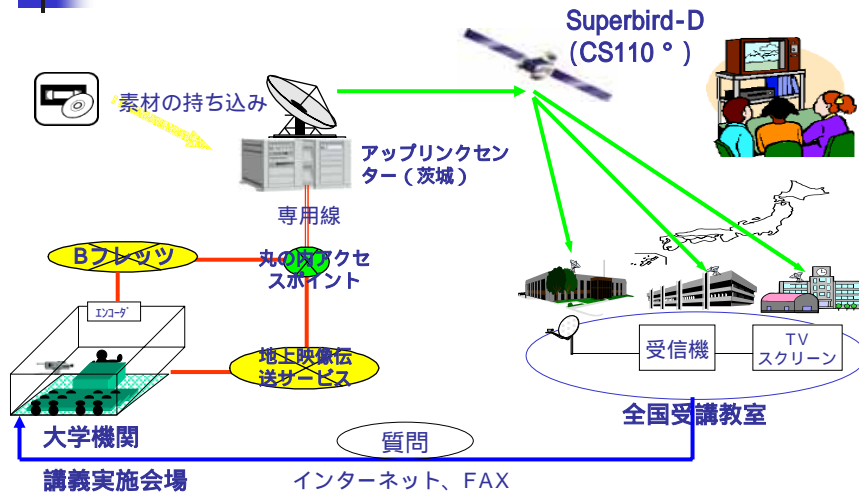 Superbird-D
(CS110°)
素材の持ち込み
アップリンクセン
ター(茨城)
専用線
Bフレッツ
丸の内アクセ
スポイント
エンコーダ
地上映像伝
送サービス
受信機
TV
スクリーン
全国受講教室
大学機関
質問
講義実施会場
インターネット、FAX